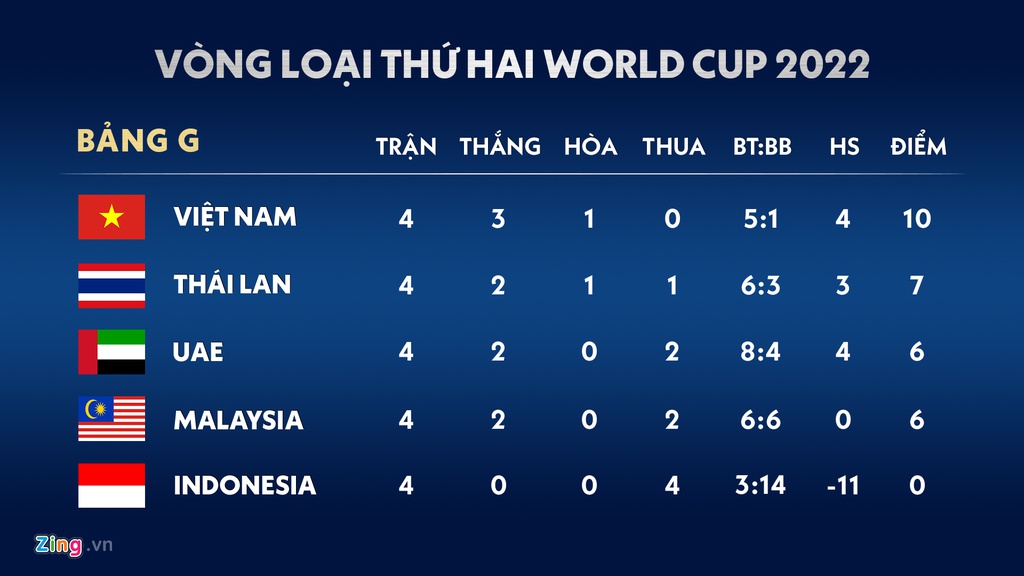 VÒNG LOẠI THỨ HAI WORLD CUP 2022
BẢNG G TRẬN THẮNG HÒA THUA BT:BB HS ĐIỂM
VIỆT NAM 4 3 1 0 5:1 4 10
THÁI LAN 4 2 1 1 6:3 3 7
UAE 4 2 0 2 8:4 4 6
MALAYSIA 4 2 0 2 6:6 0 6
INDONESIA 4 0 0 4 3:14 -11 0
Zing.vn